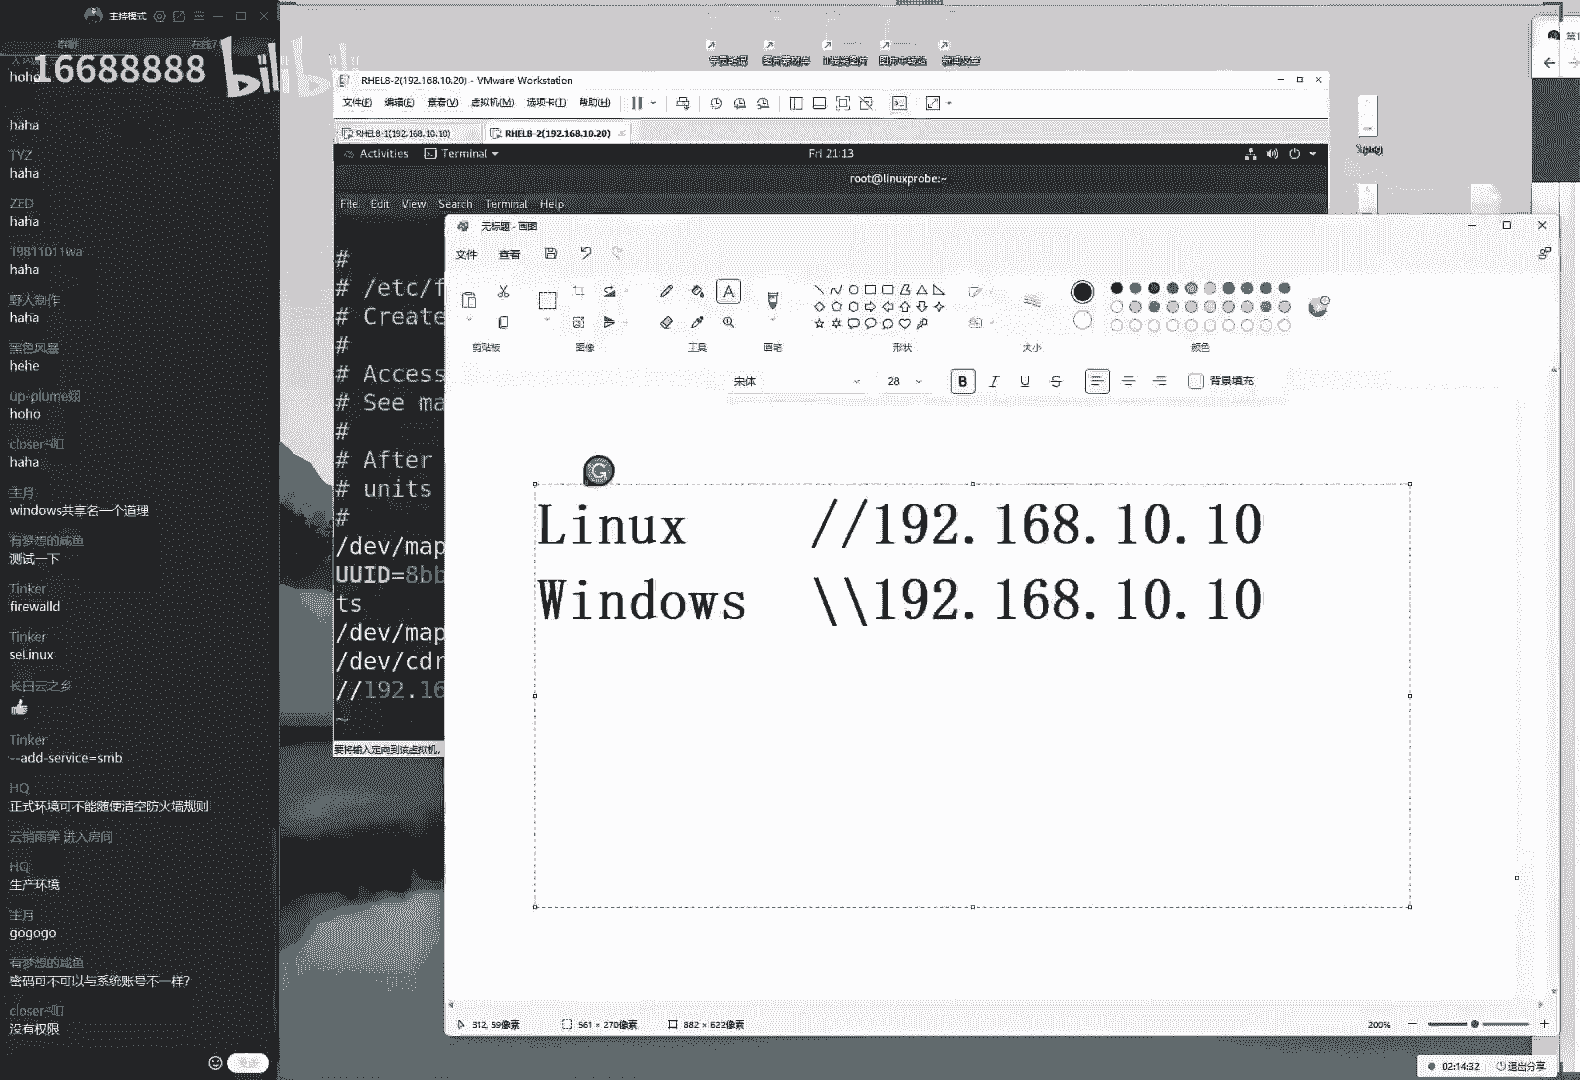 主持模式
16688888
bilibili
hoho
haha
TYZ
haha
ZED
haha
19811011wa
haha
野人制作
haha
黑色风暴
hehe
up-plume翊
hoho
closer
haha
主月
windows共享名一个道理
有梦想的咸鱼
测试一下
Tinker
firewalld
Tinker
seLinux
长白云之乡
Tinker
--add-service=smb
HQ
正式环境可不能随便清空防火墙规则
云销雨霁 进入房间
HQ
生产环境
主月
gogogo
有梦想的咸鱼
密码可不可以与系统账号不一样?
closer
没有权限
RHEL8-2(192.168.10.20) - VMware Workstation
文件(F) 编辑(E) 查看(V) 虚拟机(M) 选项卡(T) 帮助(H)
RHEL8-1(192.168.10.10) RHEL8-2(192.168.10.20)
Activities Terminal Fri 21:13
root@linuxprobe:~
File Edit View Search Terminal Help
#
# /etc/f
# Create
#
# Access
# See ma
#
# After
# units
#
/dev/map
UUID=8bb
ts
/dev/map
/dev/cdr
//192.16
~
要将输入定向到该虚拟机,
无标题 - 画图
文件 查看
剪贴板 图像 工具 画笔 形状 大小 颜色
宋体 28 B I U S 背景填充
Linux //192.168.10.10
Windows \\192.168.10.10
312, 59像素 561 × 270像素 882 × 622像素 200%
02:14:32 退出分享